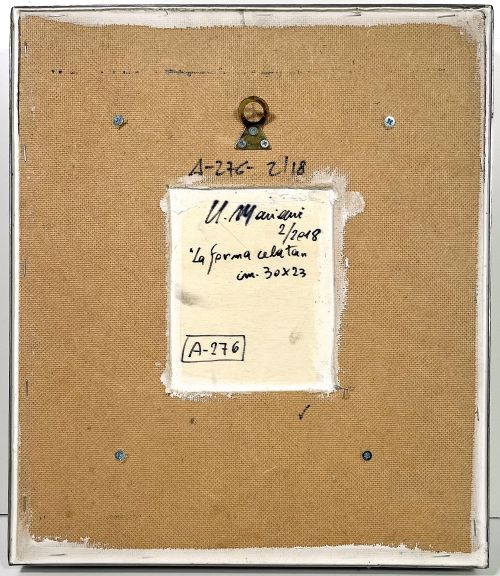 A-276- 2/18
U. Mariani
2/2018
"La forma celata"
cm. 30x23
A-276